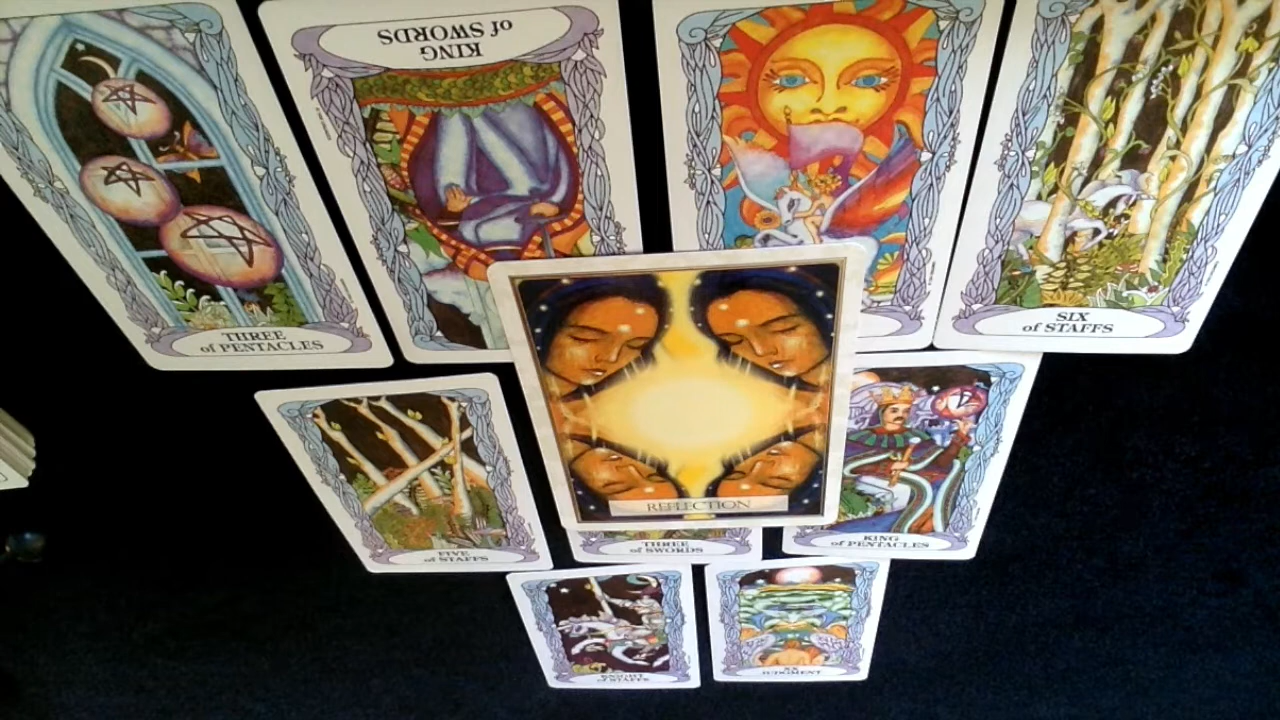 KING
of SWORDS
THREE
of PENTACLES
SIX
of STAFFS
REFLECTION
FIVE
of STAFFS
THREE
of SWORDS
KING
of PENTACLES
KNIGHT
of STAFFS
XX
JUDGMENT